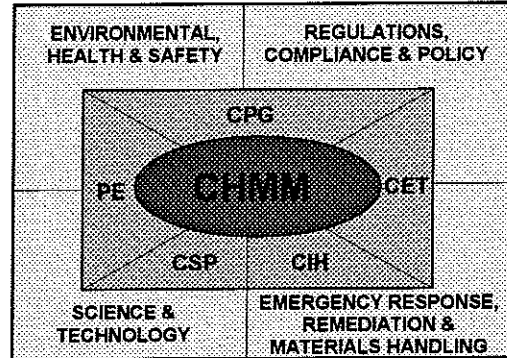 ENVIRONMENTAL,
HEALTH & SAFETY
REGULATIONS,
COMPLIANCE & POLICY
CPG
PE
CHMM
CET
CSP
CIH
SCIENCE &
TECHNOLOGY
EMERGENCY RESPONSE,
REMEDIATION &
MATERIALS HANDLING